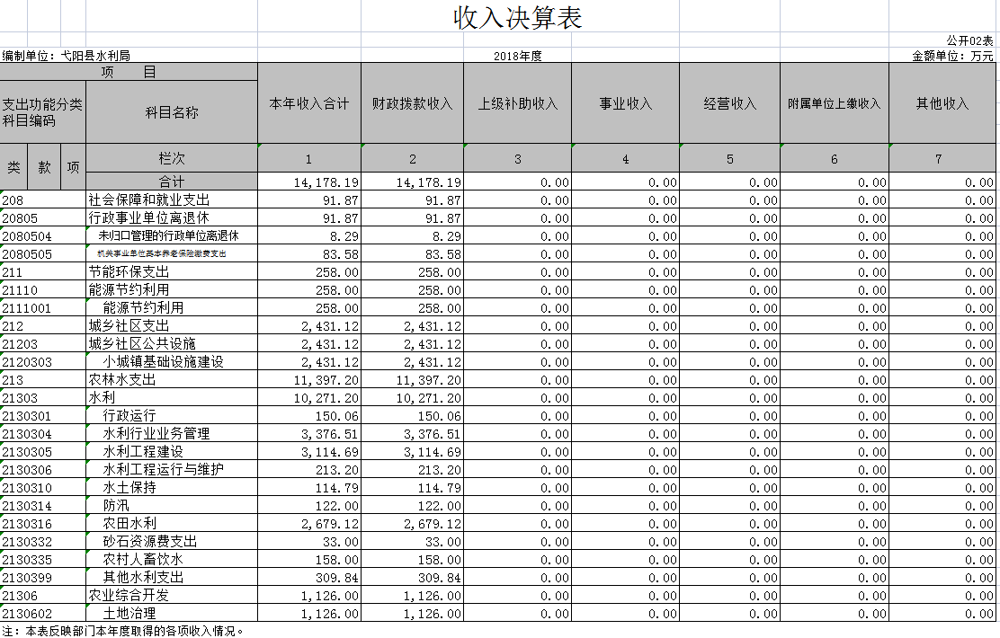 收入决算表
公开02表
编制单位：弋阳县水利局 2018年度 金额单位：万元
项 目 本年收入合计 财政拨款收入 上级补助收入 事业收入 经营收入 附属单位上缴收入 其他收入
支出功能分类科目编码 科目名称
类 款 项 栏次 1 2 3 4 5 6 7
合计 14,178.19 14,178.19 0.00 0.00 0.00 0.00 0.00
208 社会保障和就业支出 91.87 91.87 0.00 0.00 0.00 0.00 0.00
20805 行政事业单位离退休 91.87 91.87 0.00 0.00 0.00 0.00 0.00
2080504 未归口管理的行政单位离退休 8.29 8.29 0.00 0.00 0.00 0.00 0.00
2080505 机关事业单位基本养老保险缴费支出 83.58 83.58 0.00 0.00 0.00 0.00 0.00
211 节能环保支出 258.00 258.00 0.00 0.00 0.00 0.00 0.00
21110 能源节约利用 258.00 258.00 0.00 0.00 0.00 0.00 0.00
2111001 能源节约利用 258.00 258.00 0.00 0.00 0.00 0.00 0.00
212 城乡社区支出 2,431.12 2,431.12 0.00 0.00 0.00 0.00 0.00
21203 城乡社区公共设施 2,431.12 2,431.12 0.00 0.00 0.00 0.00 0.00
2120303 小城镇基础设施建设 2,431.12 2,431.12 0.00 0.00 0.00 0.00 0.00
213 农林水支出 11,397.20 11,397.20 0.00 0.00 0.00 0.00 0.00
21303 水利 10,271.20 10,271.20 0.00 0.00 0.00 0.00 0.00
2130301 行政运行 150.06 150.06 0.00 0.00 0.00 0.00 0.00
2130304 水利行业业务管理 3,376.51 3,376.51 0.00 0.00 0.00 0.00 0.00
2130305 水利工程建设 3,114.69 3,114.69 0.00 0.00 0.00 0.00 0.00
2130306 水利工程运行与维护 213.20 213.20 0.00 0.00 0.00 0.00 0.00
2130310 水土保持 114.79 114.79 0.00 0.00 0.00 0.00 0.00
2130314 防汛 122.00 122.00 0.00 0.00 0.00 0.00 0.00
2130316 农田水利 2,679.12 2,679.12 0.00 0.00 0.00 0.00 0.00
2130332 砂石资源费支出 33.00 33.00 0.00 0.00 0.00 0.00 0.00
2130335 农村人畜饮水 158.00 158.00 0.00 0.00 0.00 0.00 0.00
2130399 其他水利支出 309.84 309.84 0.00 0.00 0.00 0.00 0.00
21306 农业综合开发 1,126.00 1,126.00 0.00 0.00 0.00 0.00 0.00
2130602 土地治理 1,126.00 1,126.00 0.00 0.00 0.00 0.00 0.00
注：本表反映部门本年度取得的各项收入情况。